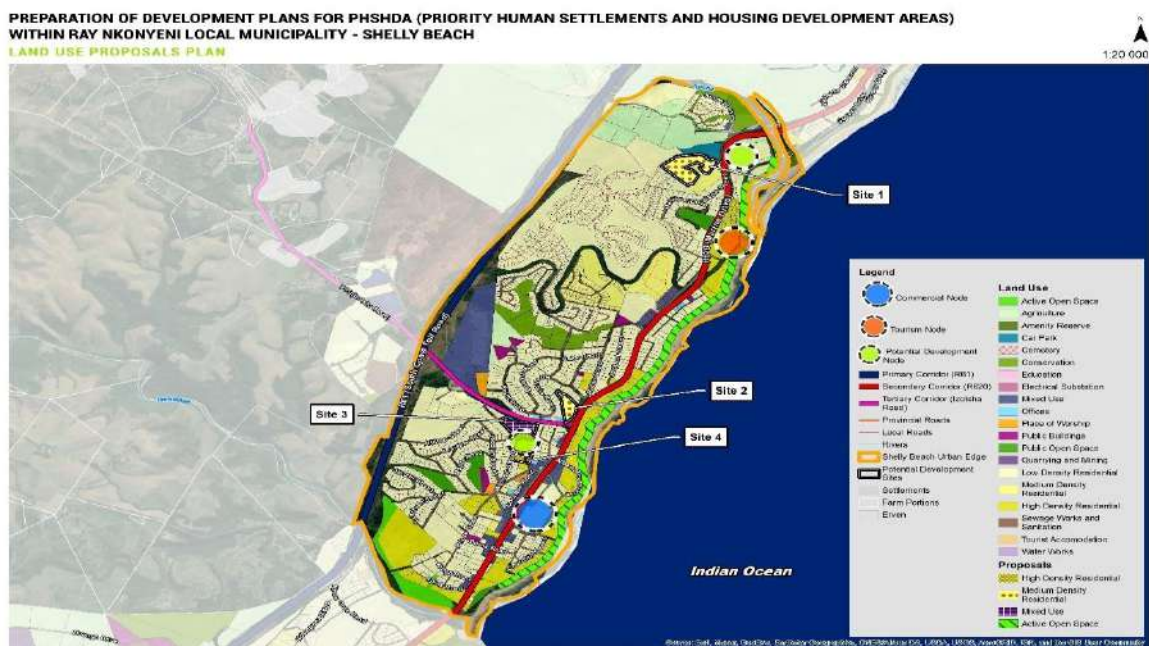 PREPARATION OF DEVELOPMENT PLANS FOR PHSHDA (PRIORITY HUMAN SETTLEMENTS AND HOUSING DEVELOPMENT AREAS)
WITHIN RAY NKONYENI LOCAL MUNICIPALITY - SHELLY BEACH
LAND USE PROPOSALS PLAN
1:20 000
Site 1
Site 2
Site 3
Site 4
Indian Ocean
Legend
Commercial Node
Tourism Node
Potential Development
Node
Primary Corridor (R61)
Secondary Corridor (R620)
Tertiary Corridor (Izotsha
Road)
Provincial Roads
Local Roads
Rivers
Shelly Beach Urban Edge
Potential Development
Sites
Settlements
Farm Portions
Erven
Land Use
Active Open Space
Agriculture
Amenity Reserve
Car Park
Cemetery
Conservation
Education
Electrical Substation
Mixed Use
Offices
Place of Worship
Public Buildings
Public Open Space
Quarrying and Mining
Low Density Residential
Medium Density
Residential
High Density Residential
Sewage Works and
Sanitation
Tourist Accomodation
Water Works
Proposals
High Density Residential
Medium Density
Residential
Mixed Use
Active Open Space